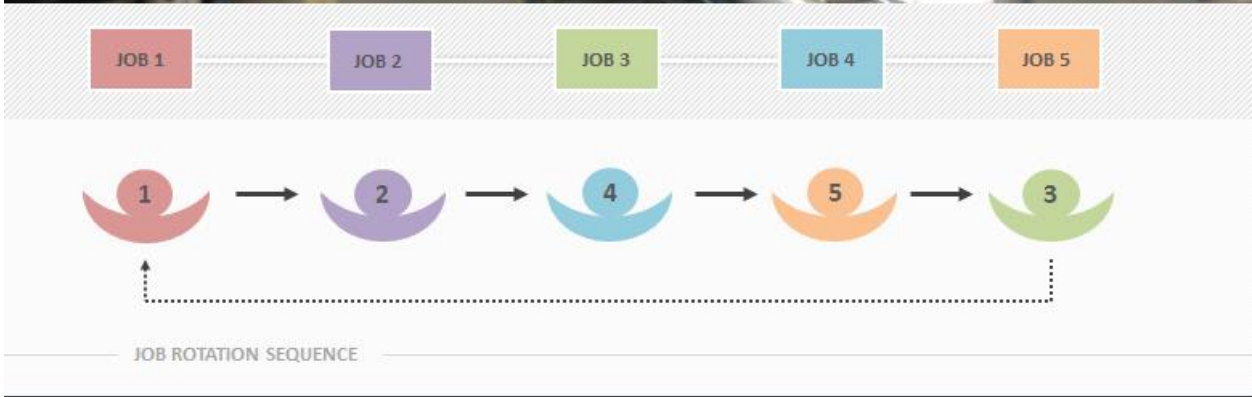 JOB 1
JOB 2
JOB 3
JOB 4
JOB 5
1
2
4
5
3
JOB ROTATION SEQUENCE